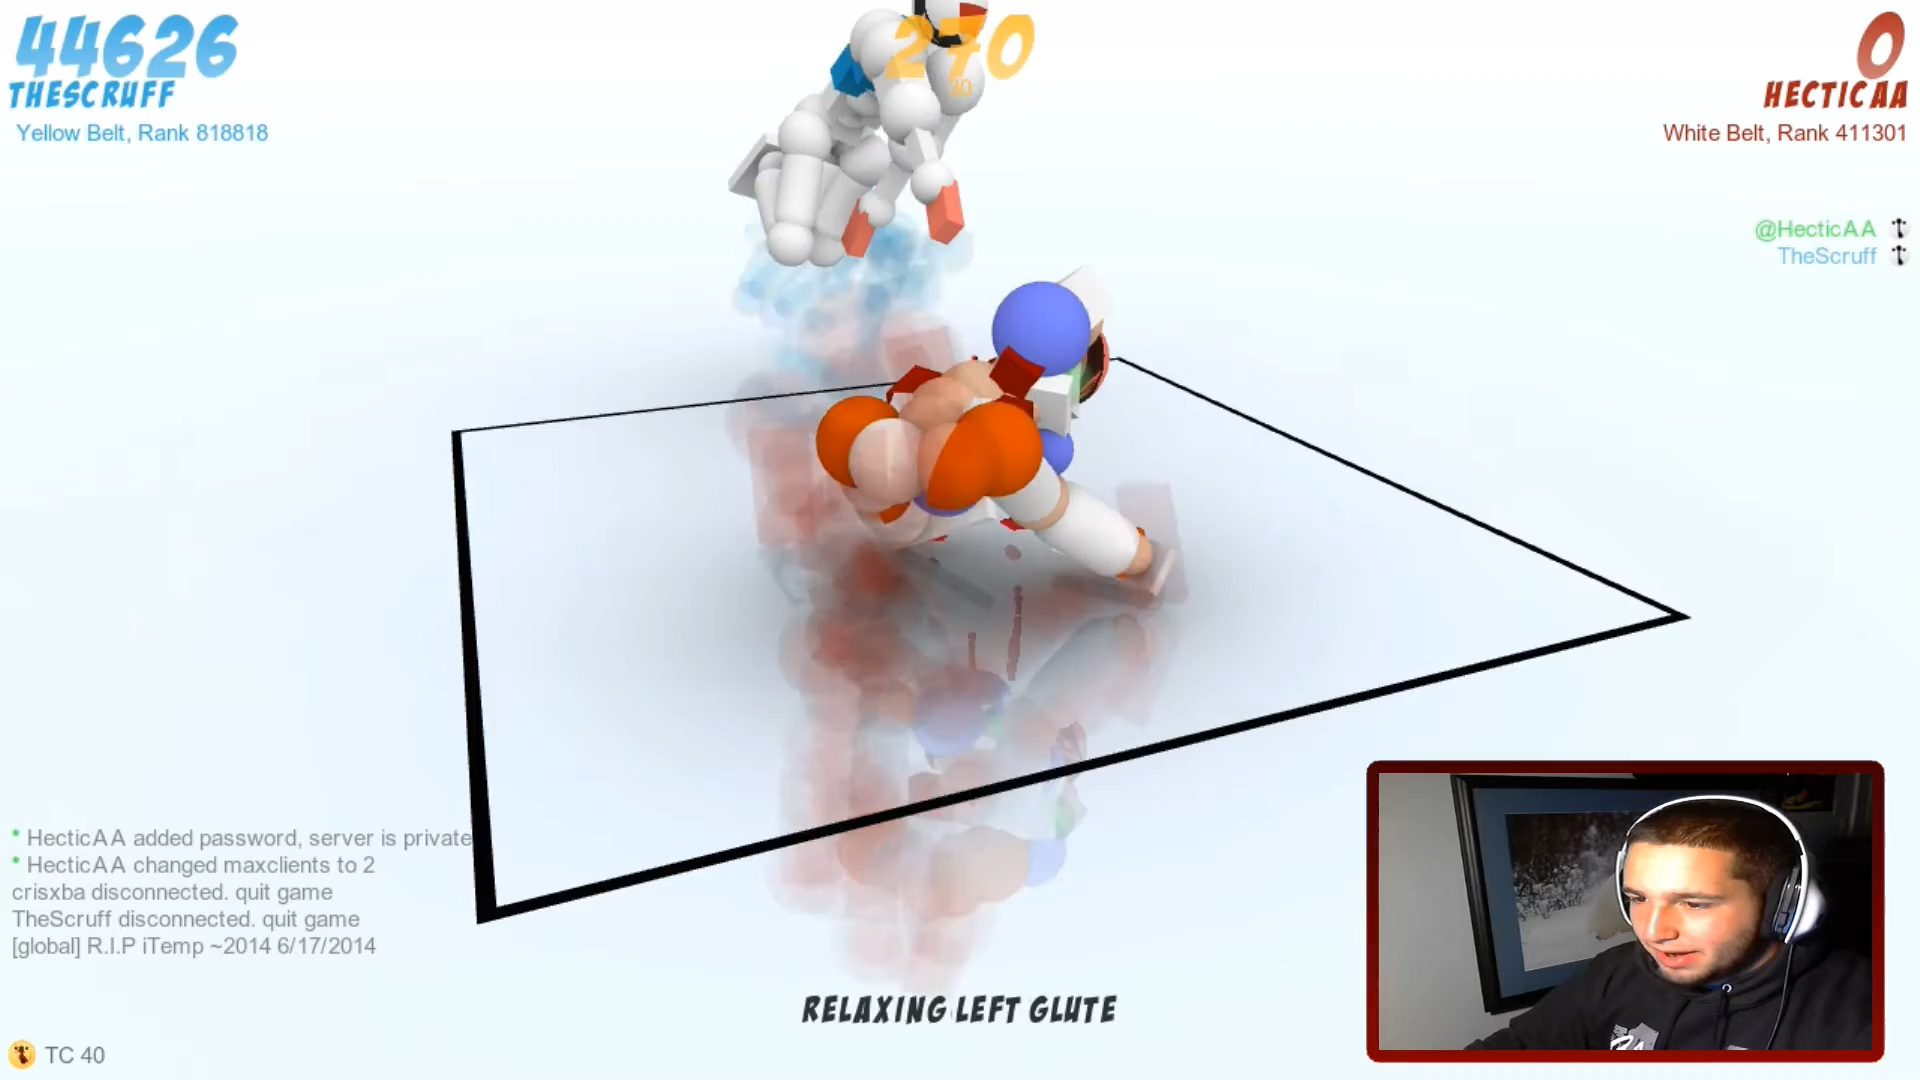 44626
THESCRUFF
Yellow Belt, Rank 818818
270
30
0
HECTICAA
White Belt, Rank 411301
@HecticAA
TheScruff
* HecticAA added password, server is private
* HecticAA changed maxclients to 2
crisxba disconnected. quit game
TheScruff disconnected. quit game
[global] R.I.P iTemp ~2014 6/17/2014
RELAXING LEFT GLUTE
TC 40